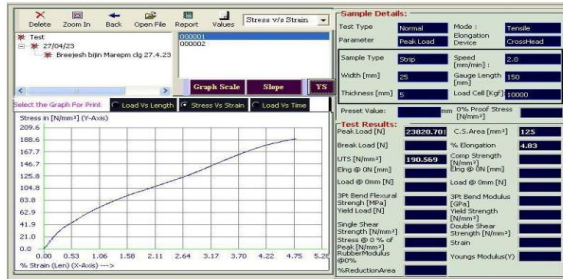 Delete Zoom In Back Open File Report Values Stress v/s Strain
Test
27/04/23
Breejesh bijin Marepm clg 27.4.23
000001
000002
Graph Scale Slope YS
Select the Graph For Print: Load Vs Length Stress Vs Strain Load Vs Time
Stress in [N/mm²] (Y-Axis)
209.6
188.6
167.7
146.7
125.8
104.8
83.8
62.9
41.9
21.0
0.0
0.00 0.53 1.06 1.58 2.11 2.64 3.17 3.70 4.22 4.75 5.28
% Strain (Len) (X-Axis) --->
Sample Details:
Test Type Normal Mode : Tensile
Parameter Peak Load Elongation Device CrossHead
Sample Type Strip Speed [mm/min] : 2.0
Width [mm] 25 Gauge Length [mm] 150
Thickness [mm] 5 Load Cell [Kgf] 10000
Preset Value: mm 0% Proof Stress [N/mm²]
Test Results:
Peak Load [N] 23820.701 C.S.Area [mm²] 125
Break Load [N] % Elongation 4.83
UTS [N/mm²] 190.569 Comp Strength [N/mm²]
Elng @ 0N [mm] Elng @ 0N [mm]
Load @ 0mm [N] Load @ 0mm [N]
3Pt Bend Flexural Strengh [MPa] 3Pt Bend Modulus [GPa]
Yield Load [N] Yield Strength [N/mm²]
Single Shear Strength [N/mm²] Double Shear Strength [N/mm²]
Stress @ 0 % of Peak [N/mm²] Strain
RubberModulus @0% Youngs Modulus(Y)
%ReductionArea